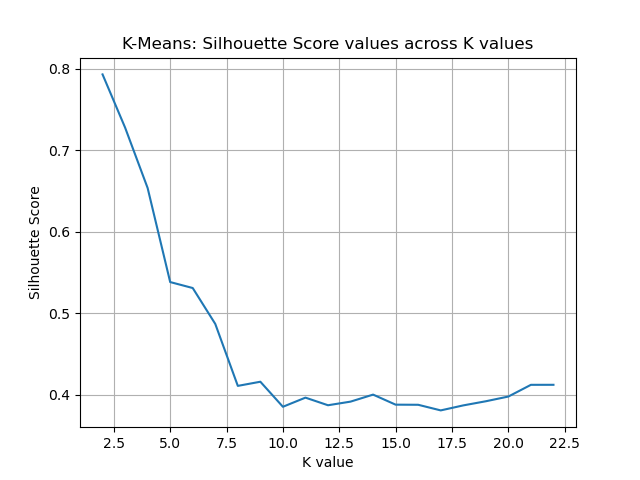 K-Means: Silhouette Score values across K values
0.8
0.7
0.6
0.5
0.4
Silhouette Score
2.5 5.0 7.5 10.0 12.5 15.0 17.5 20.0 22.5
K value